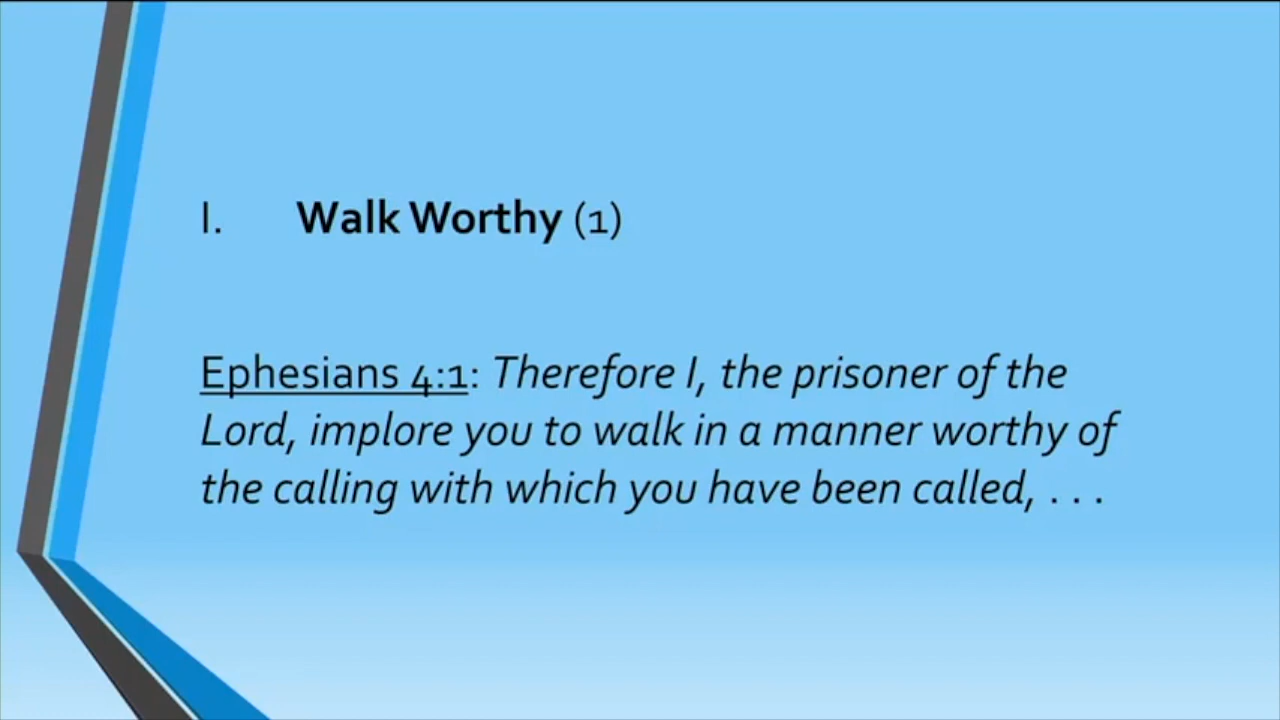 I. Walk Worthy (1)
Ephesians 4:1: Therefore I, the prisoner of the
Lord, implore you to walk in a manner worthy of
the calling with which you have been called, . . .